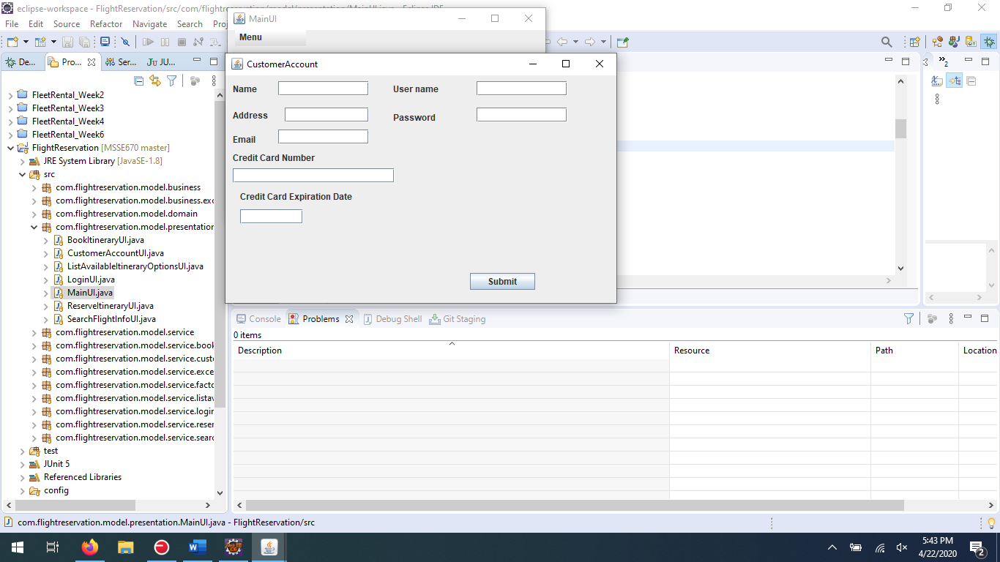 eclipse-workspace - FlightReservation/src/com/flightreservation/model/presentation/MainUI.java - Eclipse IDE
File Edit Source Refactor Navigate Search
MainUI
Menu
De... Pro... Ser... JU...
2
CustomerAccount
Name
User name
Address
Password
Email
Credit Card Number
Credit Card Expiration Date
Submit
FleetRental_Week2
FleetRental_Week3
FleetRental_Week4
FleetRental_Week6
FlightReservation [MSSE670 master]
JRE System Library [JavaSE-1.8]
src
com.flightreservation.model.business
com.flightreservation.model.business.exc
com.flightreservation.model.domain
com.flightreservation.model.presentation
BookItineraryUI.java
CustomerAccountUI.java
ListAvailableItineraryOptionsUI.java
LoginUI.java
MainUI.java
ReserveItineraryUI.java
SearchFlightInfoUI.java
com.flightreservation.model.service
com.flightreservation.model.service.book
com.flightreservation.model.service.custo
com.flightreservation.model.service.exce
com.flightreservation.model.service.facto
com.flightreservation.model.service.listav
com.flightreservation.model.service.login
com.flightreservation.model.service.reser
com.flightreservation.model.service.searc
test
JUnit 5
Referenced Libraries
config
Console Problems Debug Shell Git Staging
0 items
Description Resource Path Location
com.flightreservation.model.presentation.MainUI.java - FlightReservation/src
5:43 PM
4/22/2020
2